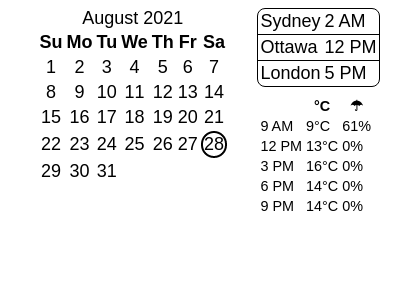 August 2021
Su Mo Tu We Th Fr Sa
1 2 3 4 5 6 7
8 9 10 11 12 13 14
15 16 17 18 19 20 21
22 23 24 25 26 27 28
29 30 31
Sydney 2 AM
Ottawa 12 PM
London 5 PM
°C ☂
9 AM 9°C 61%
12 PM 13°C 0%
3 PM 16°C 0%
6 PM 14°C 0%
9 PM 14°C 0%